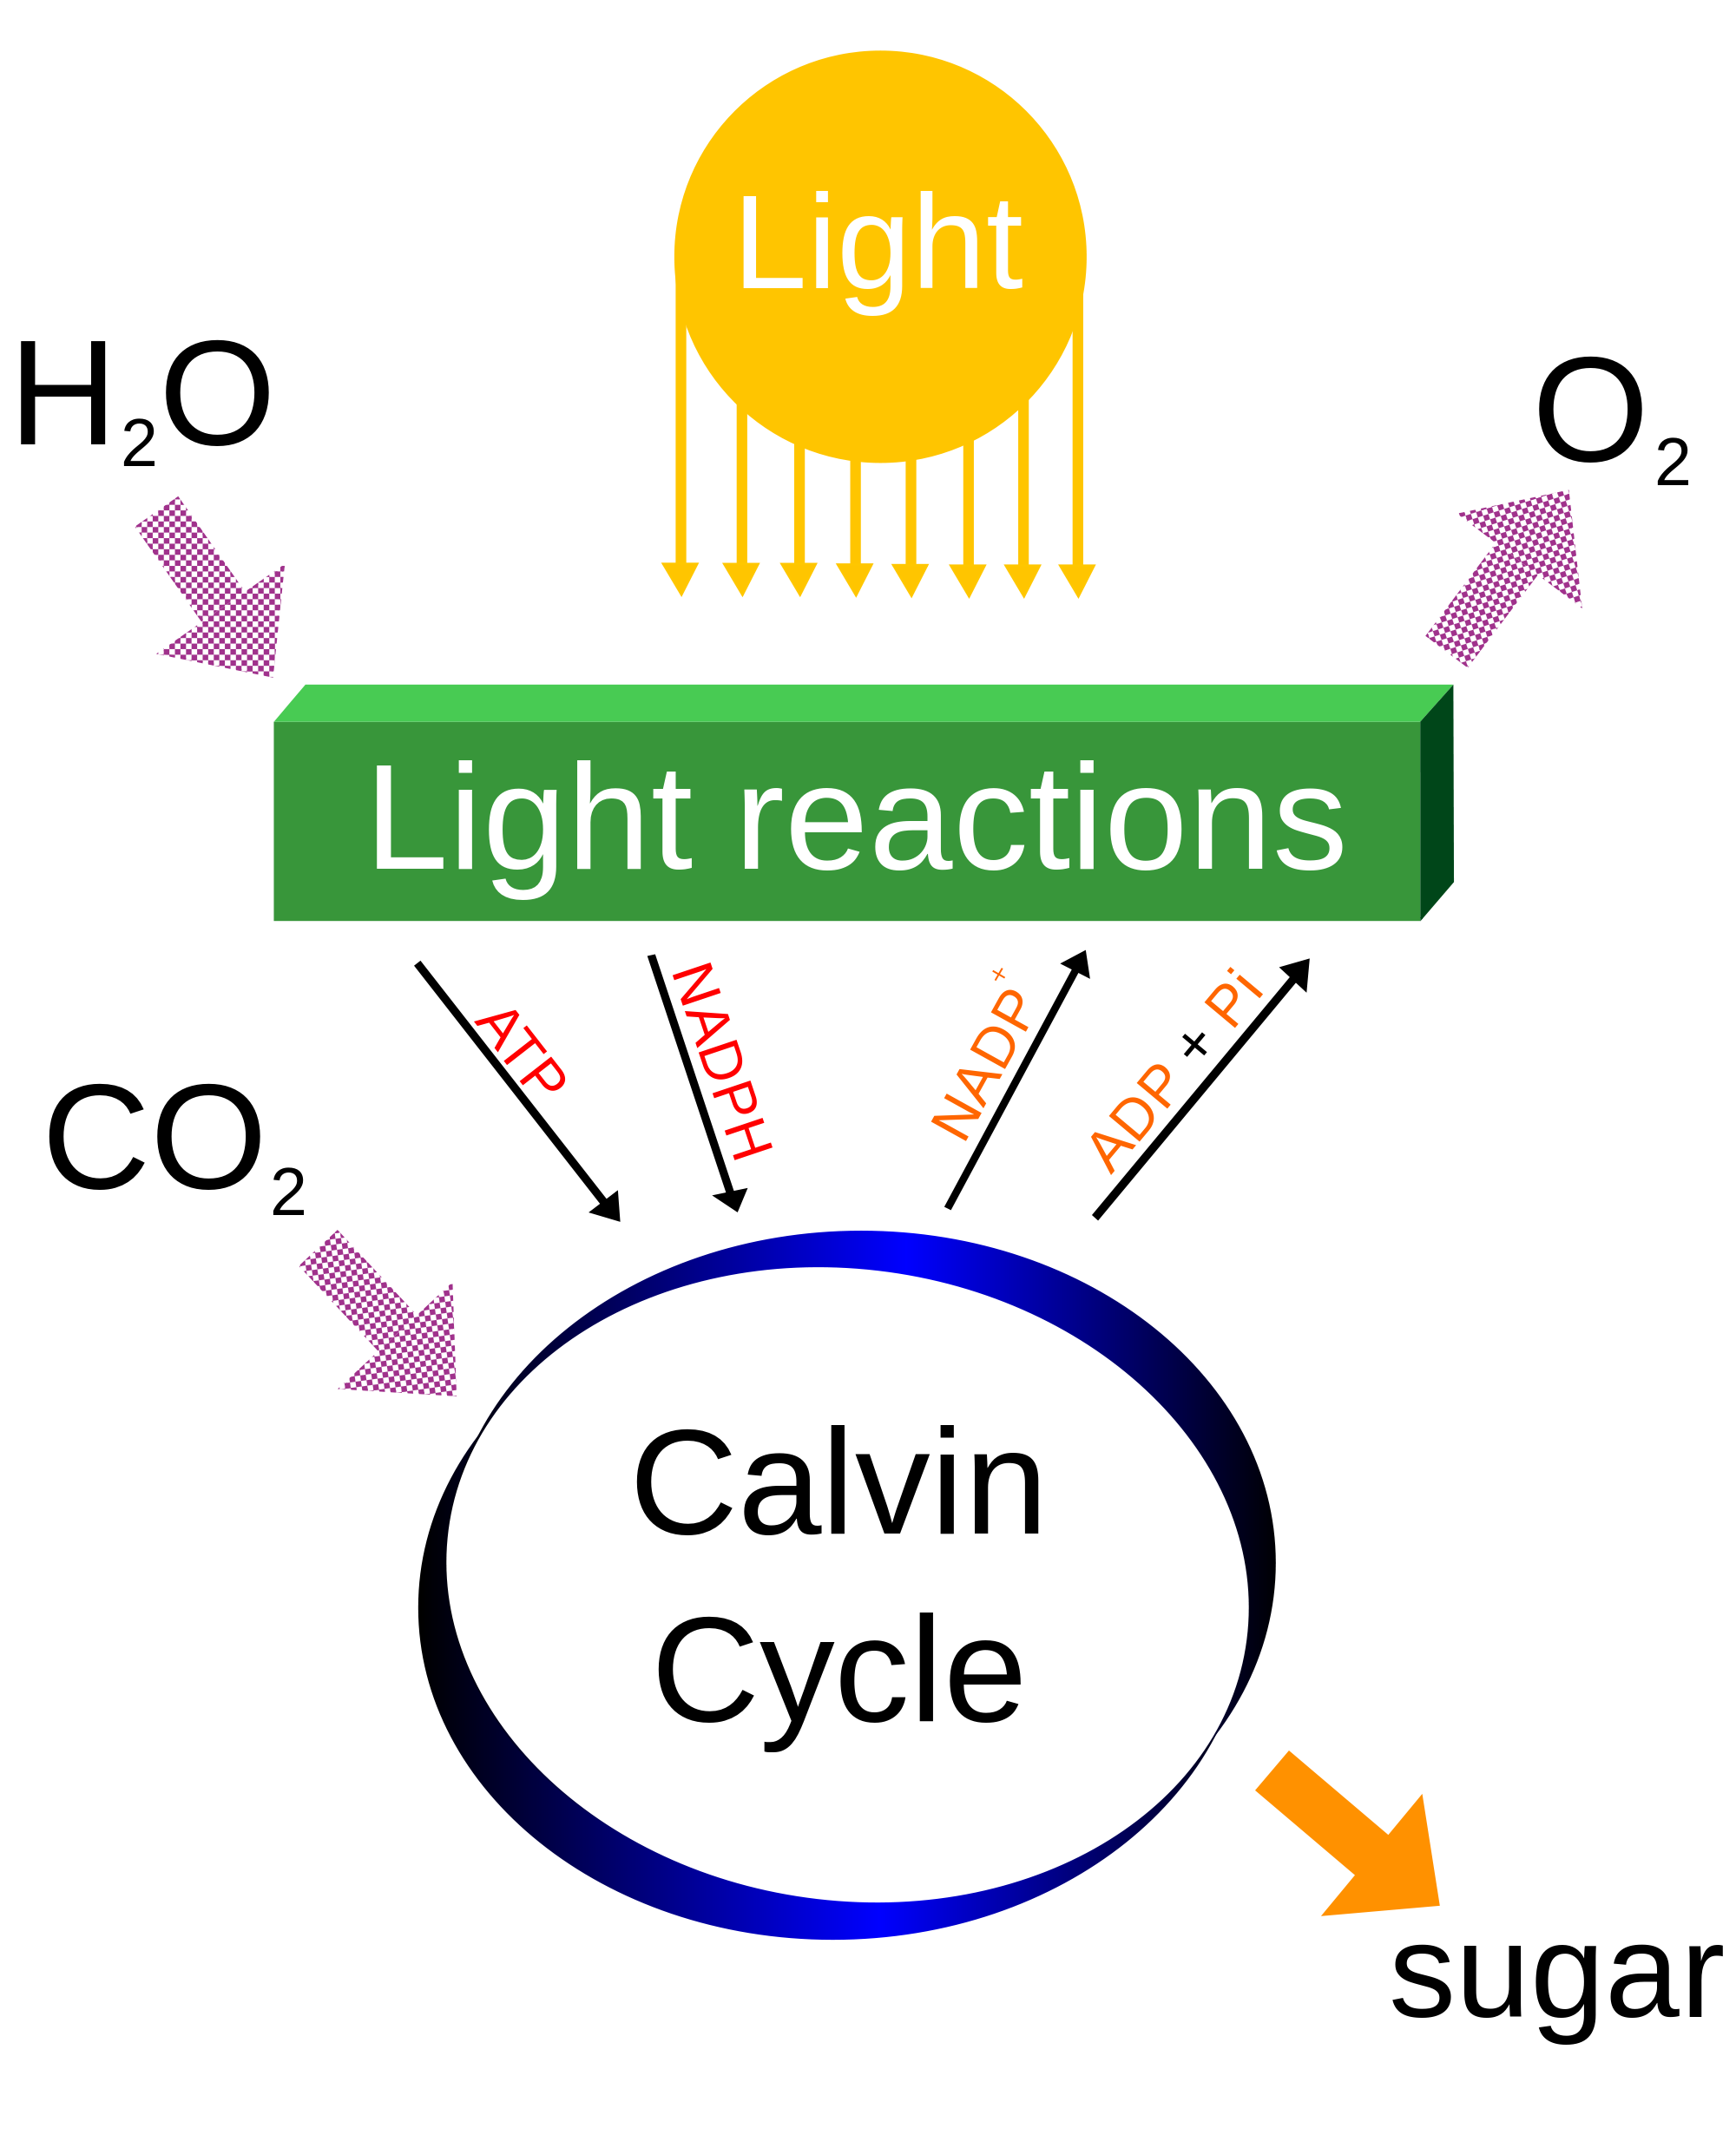 Light
H₂O
O₂
Light reactions
ATP
NADPH
NADP⁺
ADP + Pi
CO₂
Calvin
Cycle
sugar